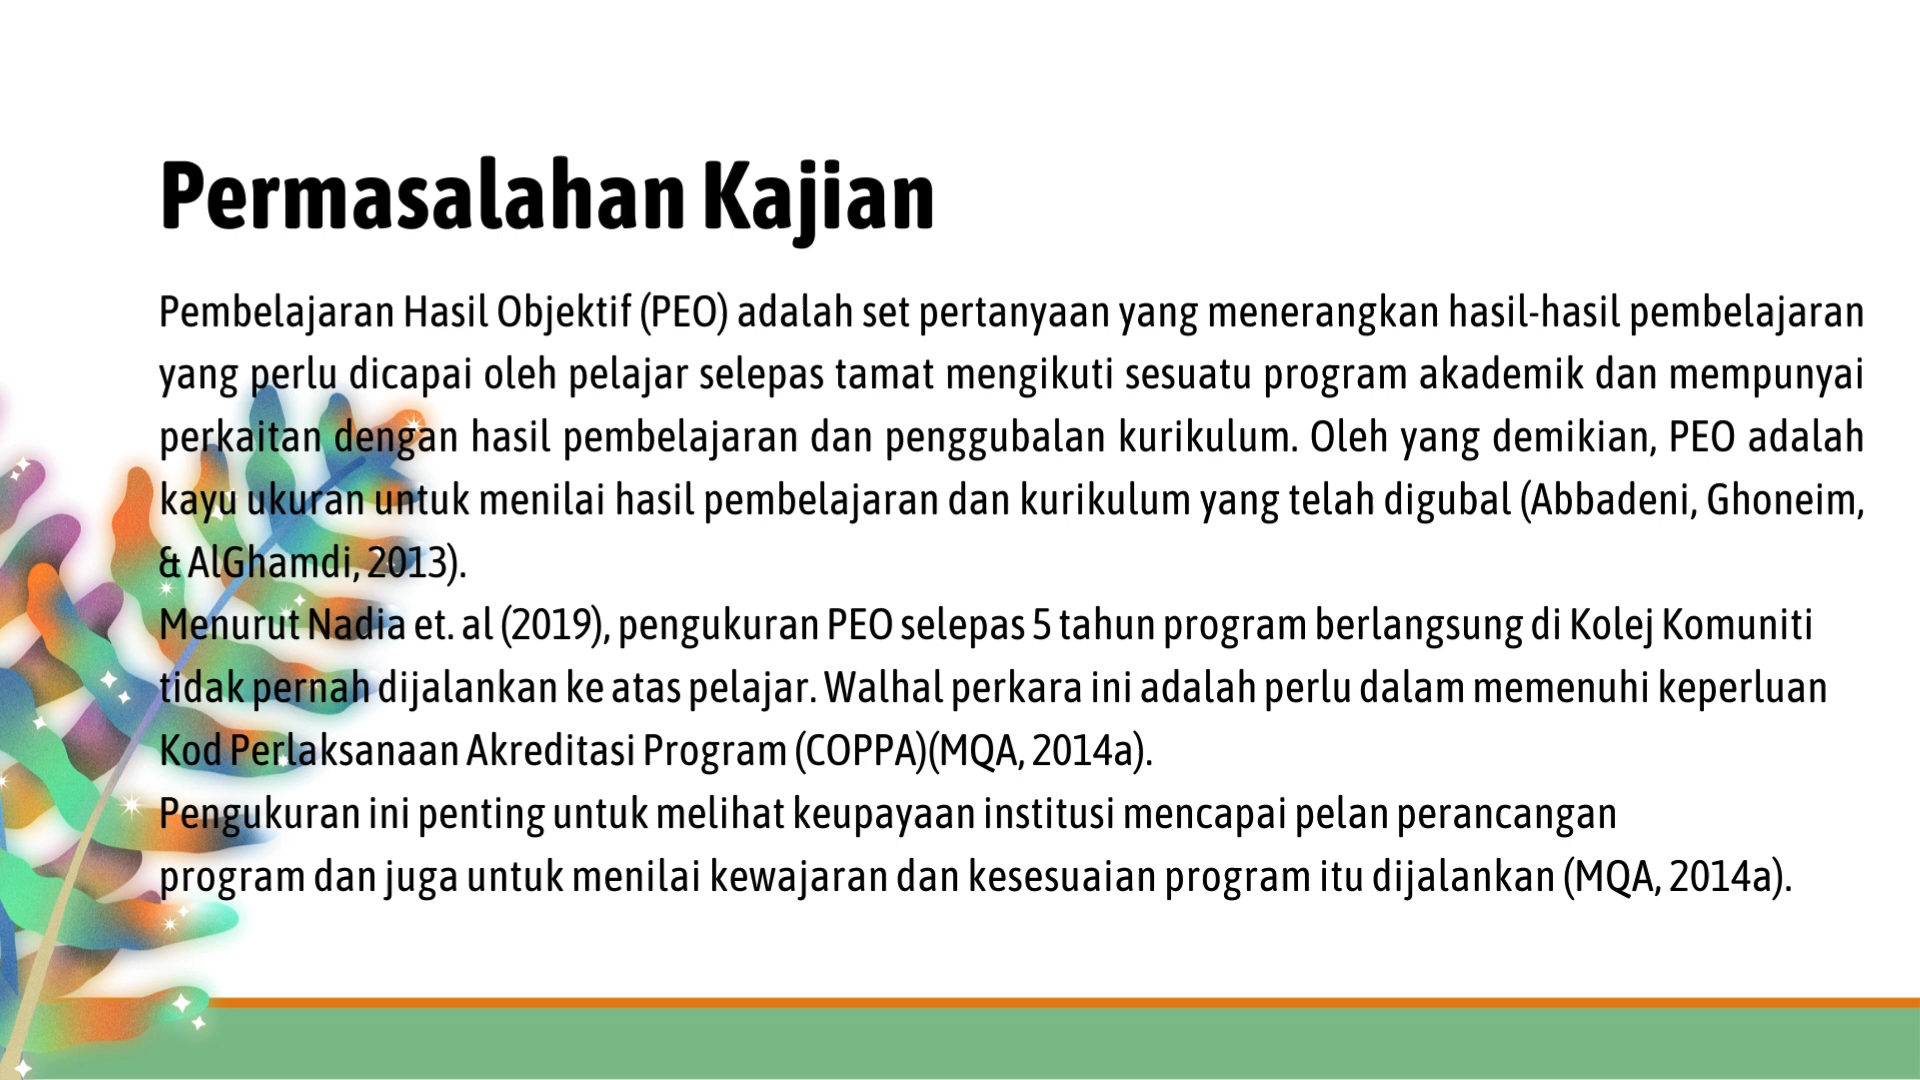 Permasalahan Kajian
Pembelajaran Hasil Objektif (PEO) adalah set pertanyaan yang menerangkan hasil-hasil pembelajaran
yang perlu dicapai oleh pelajar selepas tamat mengikuti sesuatu program akademik dan mempunyai
perkaitan dengan hasil pembelajaran dan penggubalan kurikulum. Oleh yang demikian, PEO adalah
kayu ukuran untuk menilai hasil pembelajaran dan kurikulum yang telah digubal (Abbadeni, Ghoneim,
& AlGhamdi, 2013).
Menurut Nadia et. al (2019), pengukuran PEO selepas 5 tahun program berlangsung di Kolej Komuniti
tidak pernah dijalankan ke atas pelajar. Walhal perkara ini adalah perlu dalam memenuhi keperluan
Kod Perlaksanaan Akreditasi Program (COPPA)(MQA, 2014a).
Pengukuran ini penting untuk melihat keupayaan institusi mencapai pelan perancangan
program dan juga untuk menilai kewajaran dan kesesuaian program itu dijalankan (MQA, 2014a).